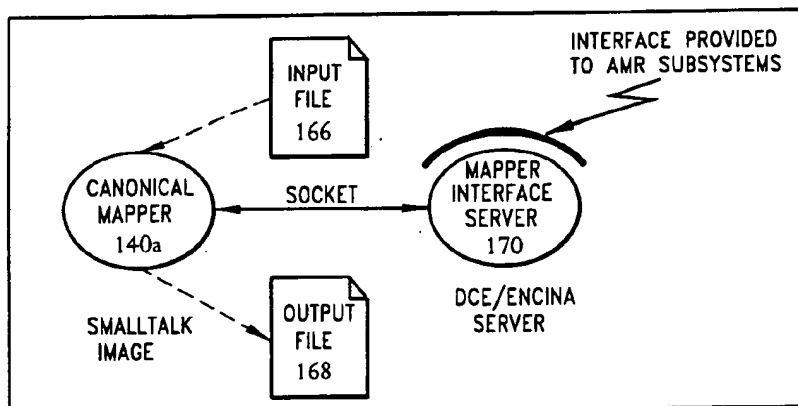 INTERFACE PROVIDED
TO AMR SUBSYSTEMS
INPUT
FILE
166
CANONICAL
MAPPER
140a
SOCKET
MAPPER
INTERFACE
SERVER
170
SMALLTALK
IMAGE
OUTPUT
FILE
168
DCE/ENCINA
SERVER